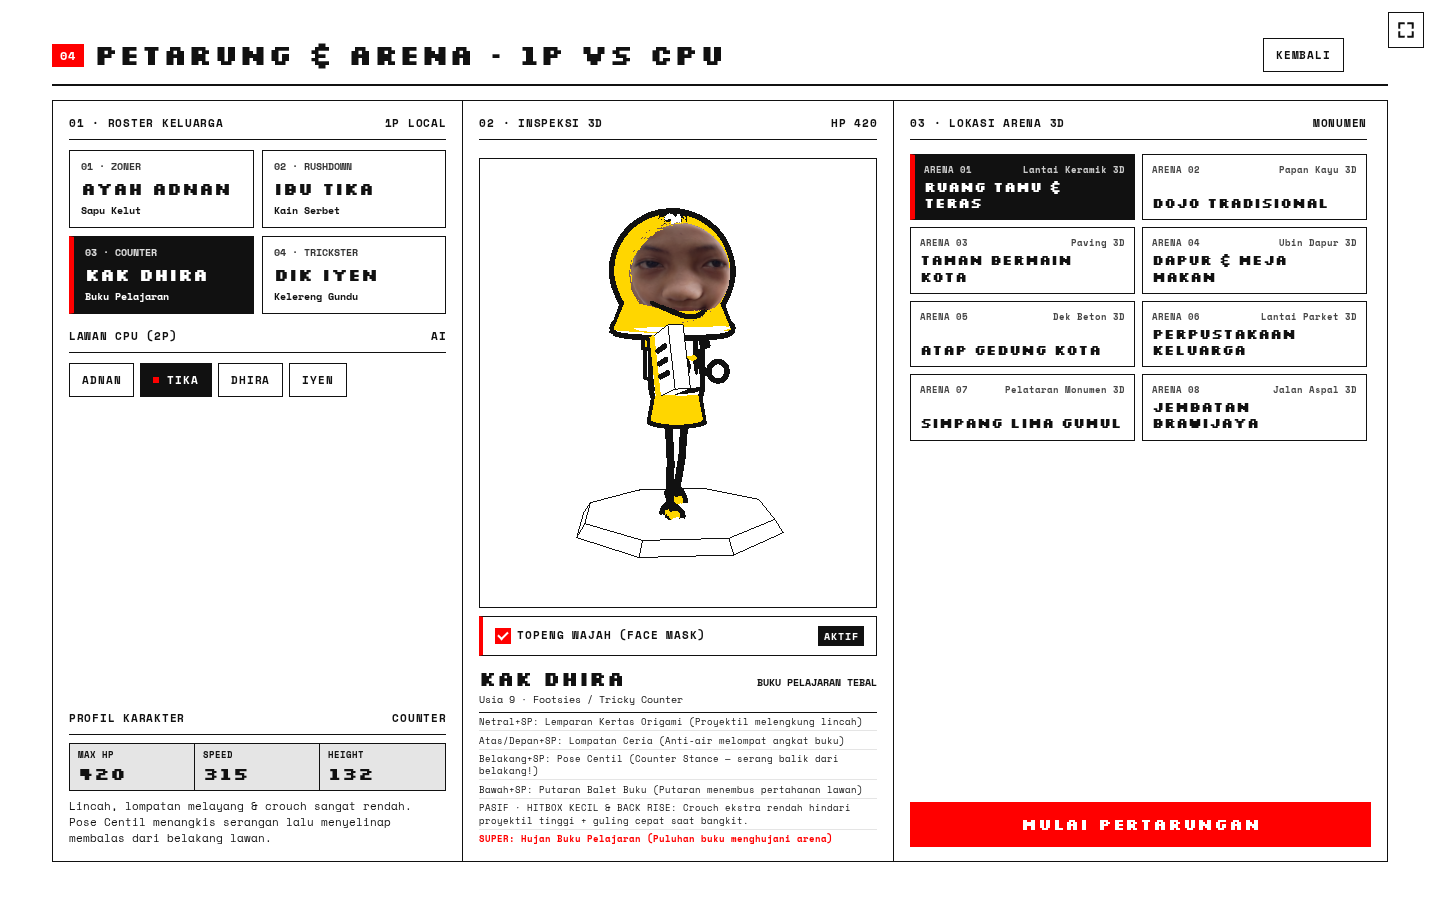 04 PETARUNG & ARENA - 1P VS CPU
KEMBALI
01 · ROSTER KELUARGA 1P LOCAL
01 · ZONER
AYAH ADNAN
Sapu Kelut
02 · RUSHDOWN
IBU TIKA
Kain Serbet
03 · COUNTER
KAK DHIRA
Buku Pelajaran
04 · TRICKSTER
DIK IYEN
Kelereng Gundu
LAWAN CPU (2P) AI
ADNAN
TIKA
DHIRA
IYEN
PROFIL KARAKTER COUNTER
MAX HP
420
SPEED
315
HEIGHT
132
Lincah, lompatan melayang & crouch sangat rendah.
Pose Centil menangkis serangan lalu menyelinap
membalas dari belakang lawan.
02 · INSPEKSI 3D HP 420
TOPENG WAJAH (FACE MASK) AKTIF
KAK DHIRA BUKU PELAJARAN TEBAL
Usia 9 · Footsies / Tricky Counter
Netral+SP: Lemparan Kertas Origami (Proyektil melengkung lincah)
Atas/Depan+SP: Lompatan Ceria (Anti-air melompat angkat buku)
Belakang+SP: Pose Centil (Counter Stance — serang balik dari
belakang!)
Bawah+SP: Putaran Balet Buku (Putaran menembus pertahanan lawan)
PASIF · HITBOX KECIL & BACK RISE: Crouch ekstra rendah hindari
proyektil tinggi + guling cepat saat bangkit.
SUPER: Hujan Buku Pelajaran (Puluhan buku menghujani arena)
03 · LOKASI ARENA 3D MONUMEN
ARENA 01 Lantai Keramik 3D
RUANG TAMU &
TERAS
ARENA 02 Papan Kayu 3D
DOJO TRADISIONAL
ARENA 03 Paving 3D
TAMAN BERMAIN
KOTA
ARENA 04 Ubin Dapur 3D
DAPUR & MEJA
MAKAN
ARENA 05 Dek Beton 3D
ATAP GEDUNG KOTA
ARENA 06 Lantai Parket 3D
PERPUSTAKAAN
KELUARGA
ARENA 07 Pelataran Monumen 3D
SIMPANG LIMA GUMUL
ARENA 08 Jalan Aspal 3D
JEMBATAN
BRAWIJAYA
MULAI PERTARUNGAN